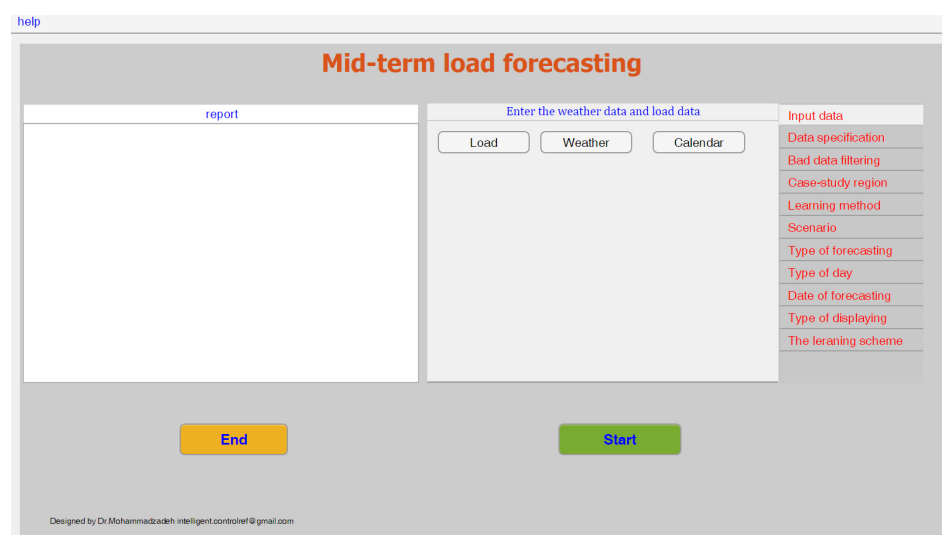 help
Mid-term load forecasting
report
Enter the weather data and load data
Load Weather Calendar
Input data
Data specification
Bad data filtering
Case-study region
Learning method
Scenario
Type of forecasting
Type of day
Date of forecasting
Type of displaying
The leraning scheme
End
Start
Designed by Dr.Mohammadzadeh intelligent.controlref@gmail.com